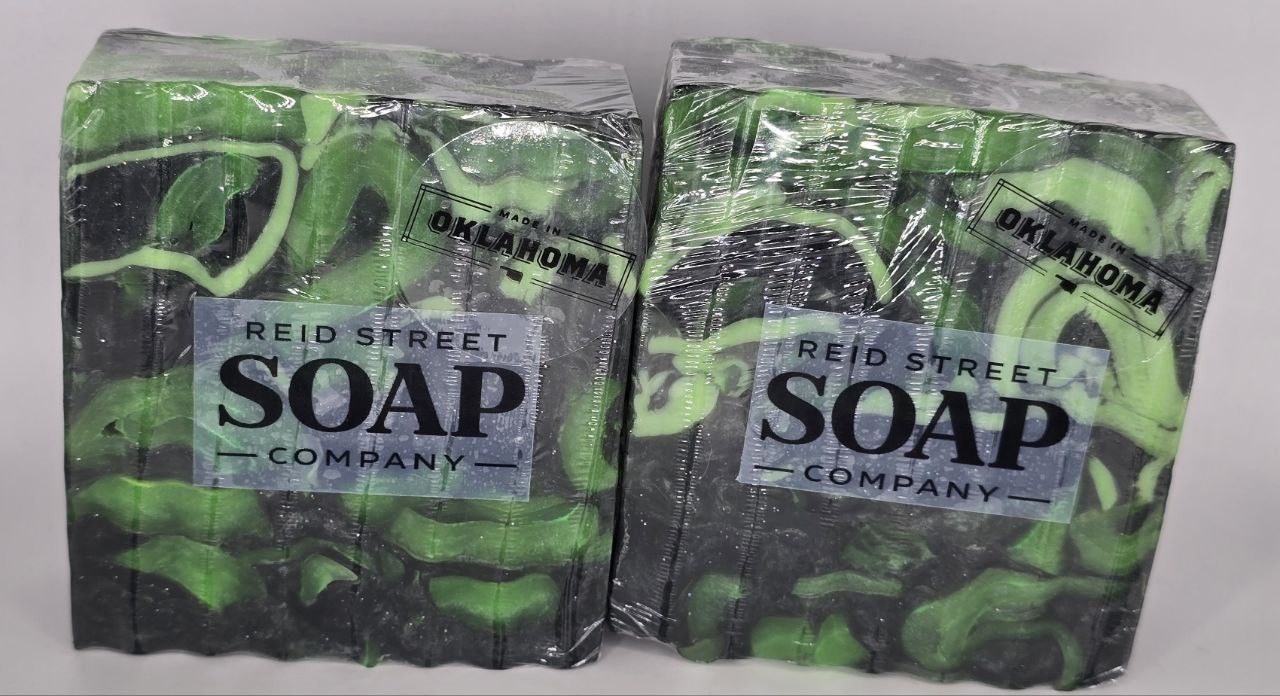 MADE IN
OKLAHOMA
REID STREET
SOAP
COMPANY
MADE IN
OKLAHOMA
REID STREET
SOAP
COMPANY